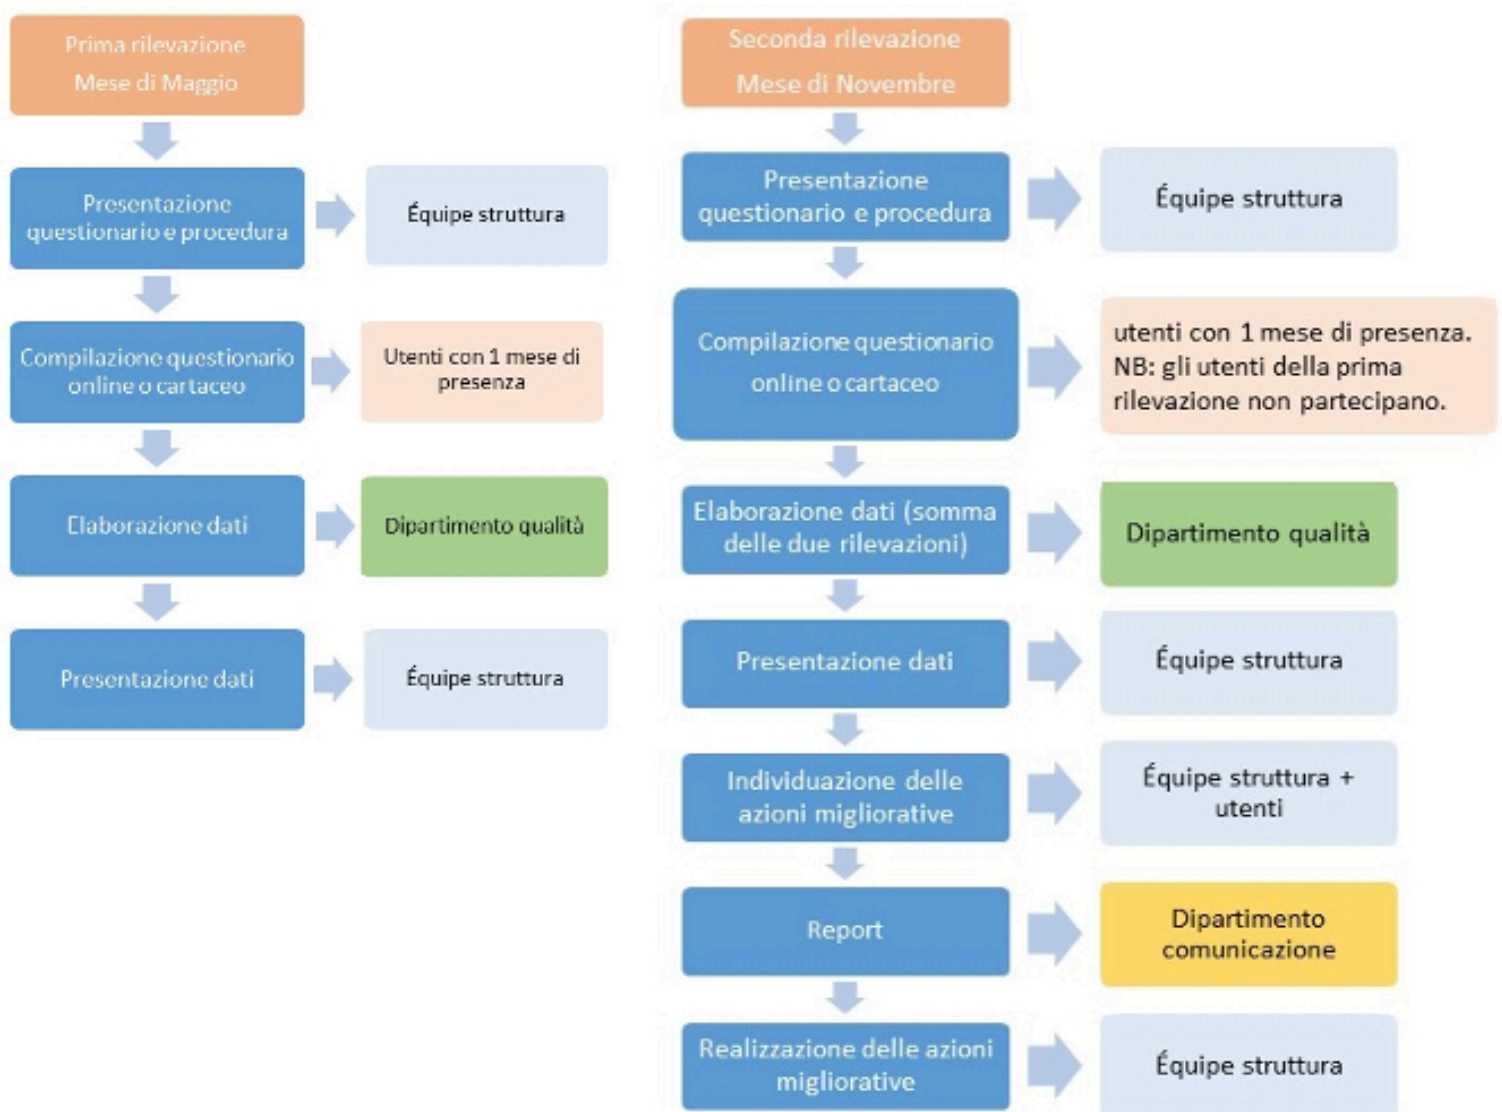 Prima rilevazione
Mese di Maggio
Presentazione
questionario e procedura
Équipe struttura
Compilazione questionario
online o cartaceo
Utenti con 1 mese di
presenza
Elaborazione dati
Dipartimento qualità
Presentazione dati
Équipe struttura
Seconda rilevazione
Mese di Novembre
Presentazione
questionario e procedura
Équipe struttura
Compilazione questionario
online o cartaceo
utenti con 1 mese di presenza.
NB: gli utenti della prima
rilevazione non partecipano.
Elaborazione dati (somma
delle due rilevazioni)
Dipartimento qualità
Presentazione dati
Équipe struttura
Individuazione delle
azioni migliorative
Équipe struttura +
utenti
Report
Dipartimento
comunicazione
Realizzazione delle azioni
migliorative
Équipe struttura